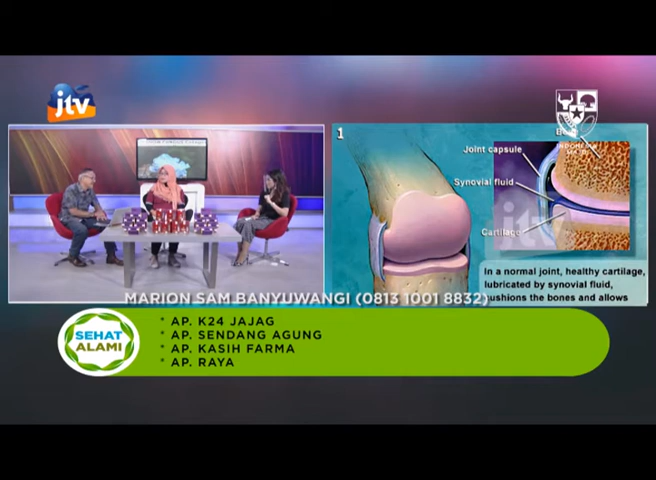 jtv
1
Joint capsule
Synovial fluid
Cartilage
INDONESIA
MAJU
In a normal joint, healthy cartilage,
lubricated by synovial fluid,
cushions the bones and allows
MARION SAM BANYUWANGI (0813 1001 8832)
SEHAT
ALAMI
* AP. K24 JAJAG
* AP. SENDANG AGUNG
* AP. KASIH FARMA
* AP. RAYA